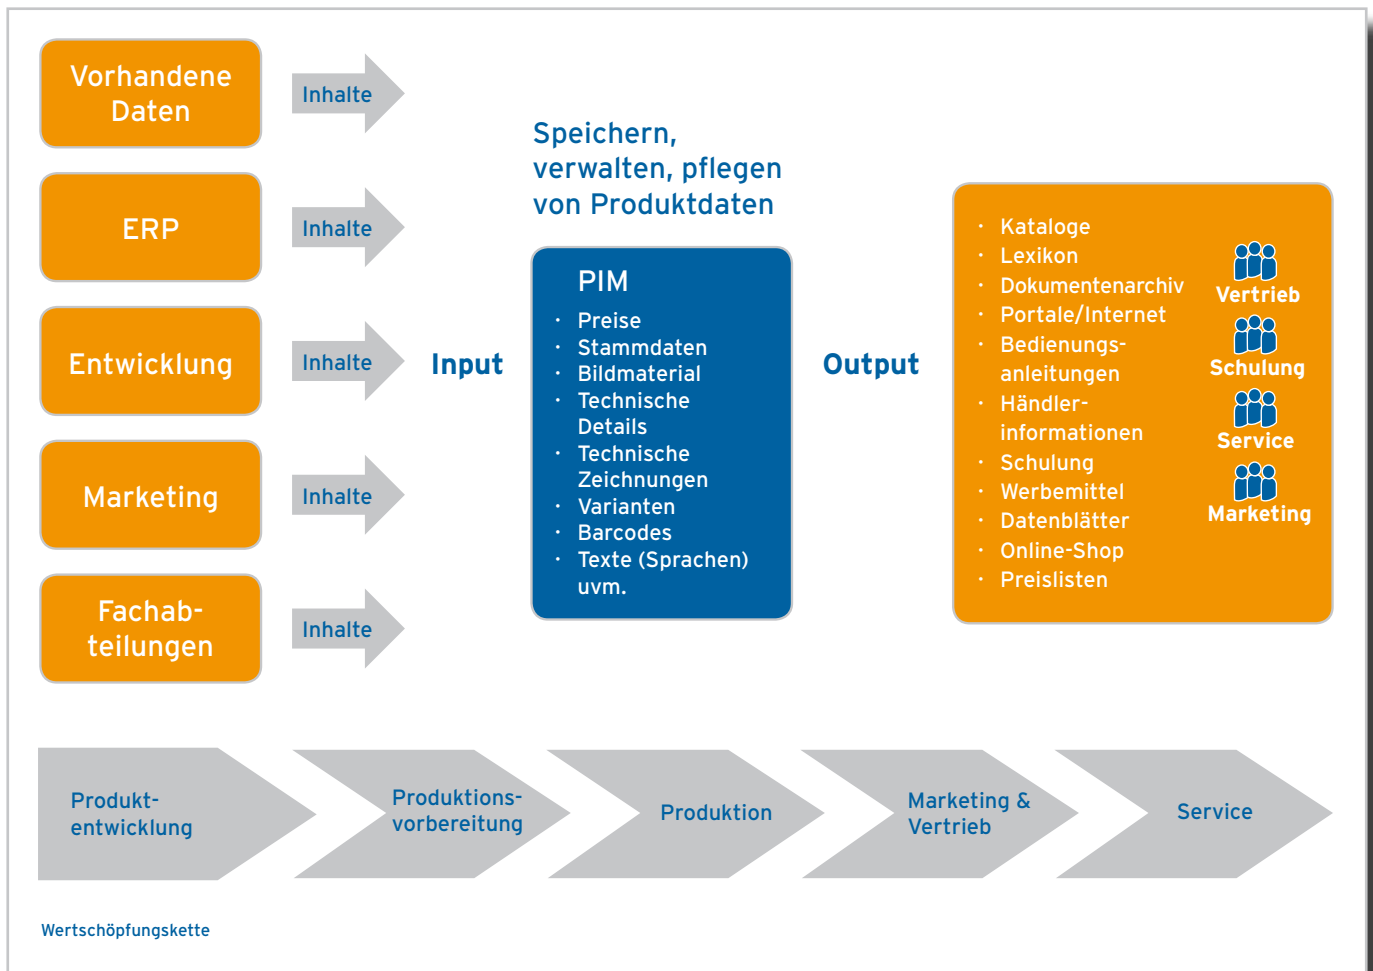 Vorhandene
Daten
Inhalte
ERP
Inhalte
Entwicklung
Inhalte
Marketing
Inhalte
Fachab-
teilungen
Inhalte
Input
Speichern,
verwalten, pflegen
von Produktdaten
PIM
· Preise
· Stammdaten
· Bildmaterial
· Technische
Details
· Technische
Zeichnungen
· Varianten
· Barcodes
· Texte (Sprachen)
uvm.
Output
· Kataloge
· Lexikon
· Dokumentenarchiv
· Portale/Internet
· Bedienungs-
anleitungen
· Händler-
informationen
· Schulung
· Werbemittel
· Datenblätter
· Online-Shop
· Preislisten
Vertrieb
Schulung
Service
Marketing
Produkt-
entwicklung
Produktions-
vorbereitung
Produktion
Marketing &
Vertrieb
Service
Wertschöpfungskette